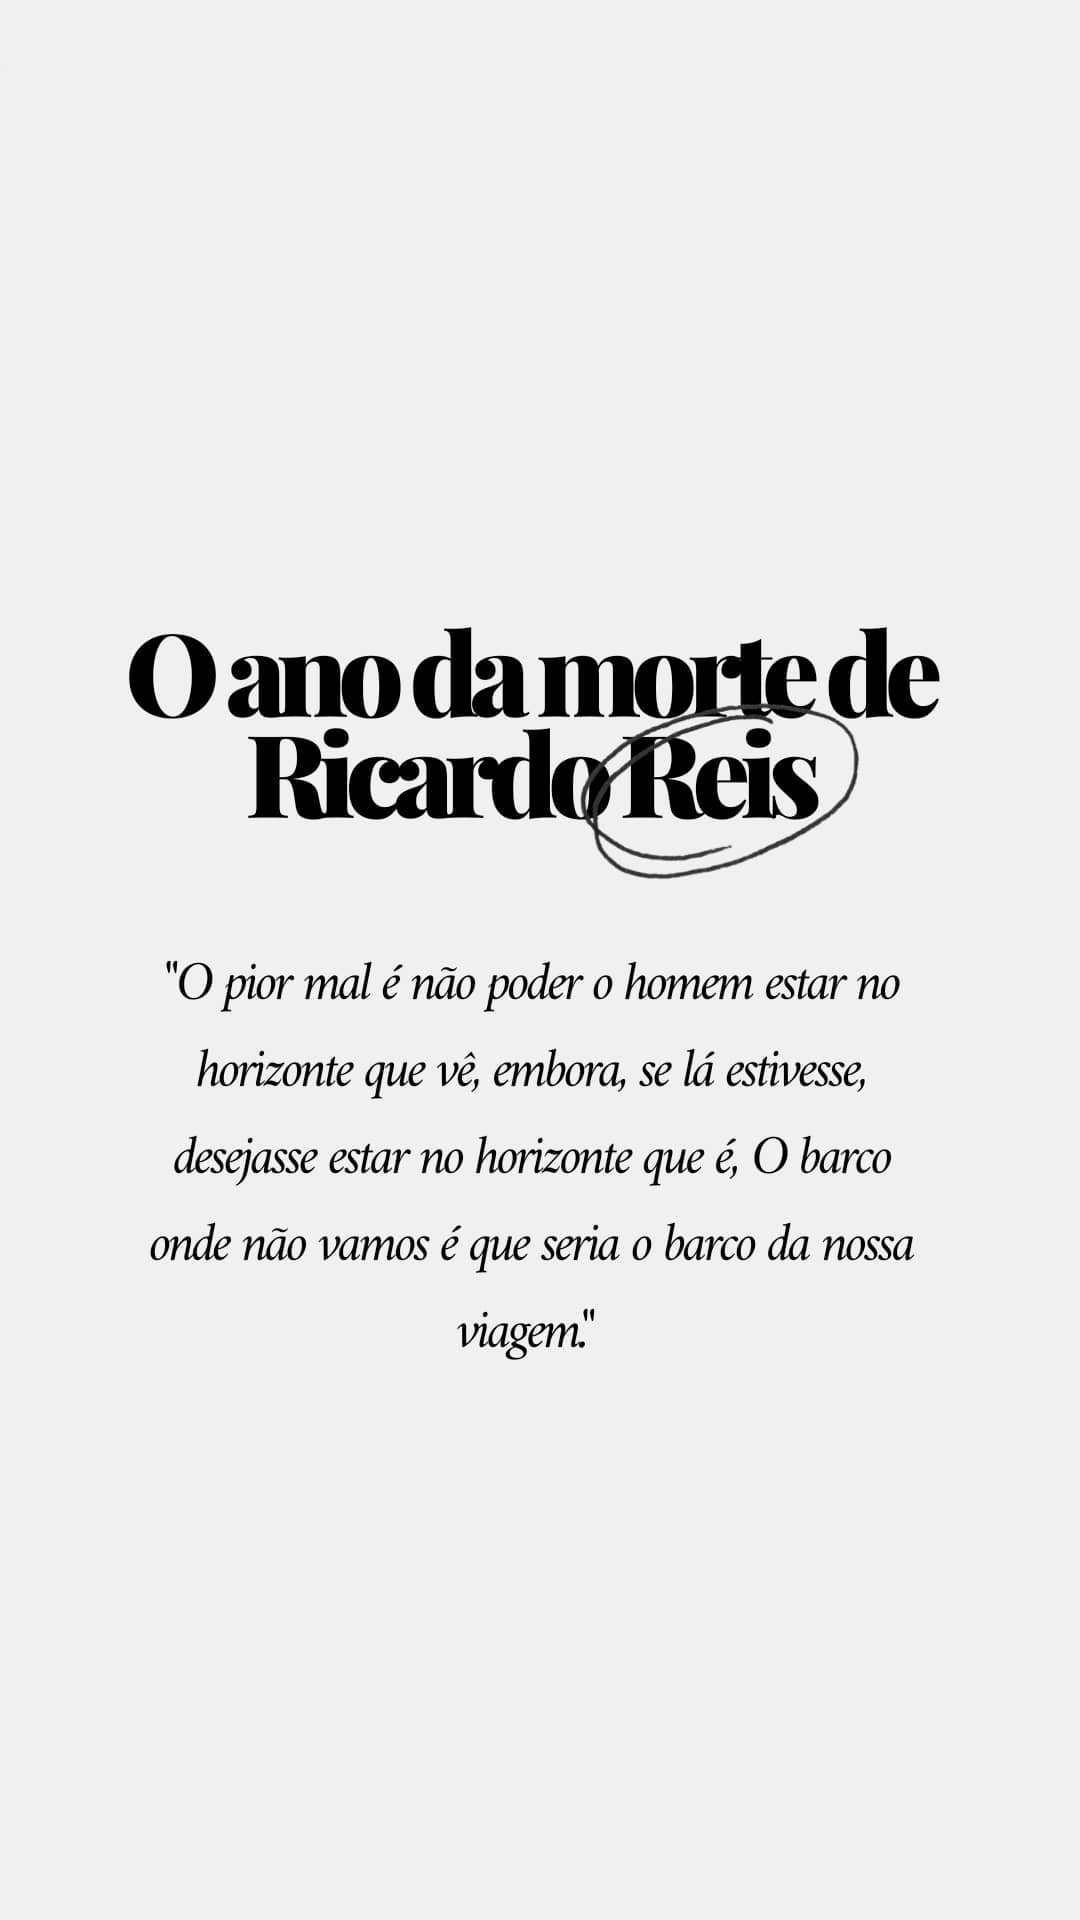 O ano da morte de
Ricardo Reis
"O pior mal é não poder o homem estar no
horizonte que vê, embora, se lá estivesse,
desejasse estar no horizonte que é, O barco
onde não vamos é que seria o barco da nossa
viagem."